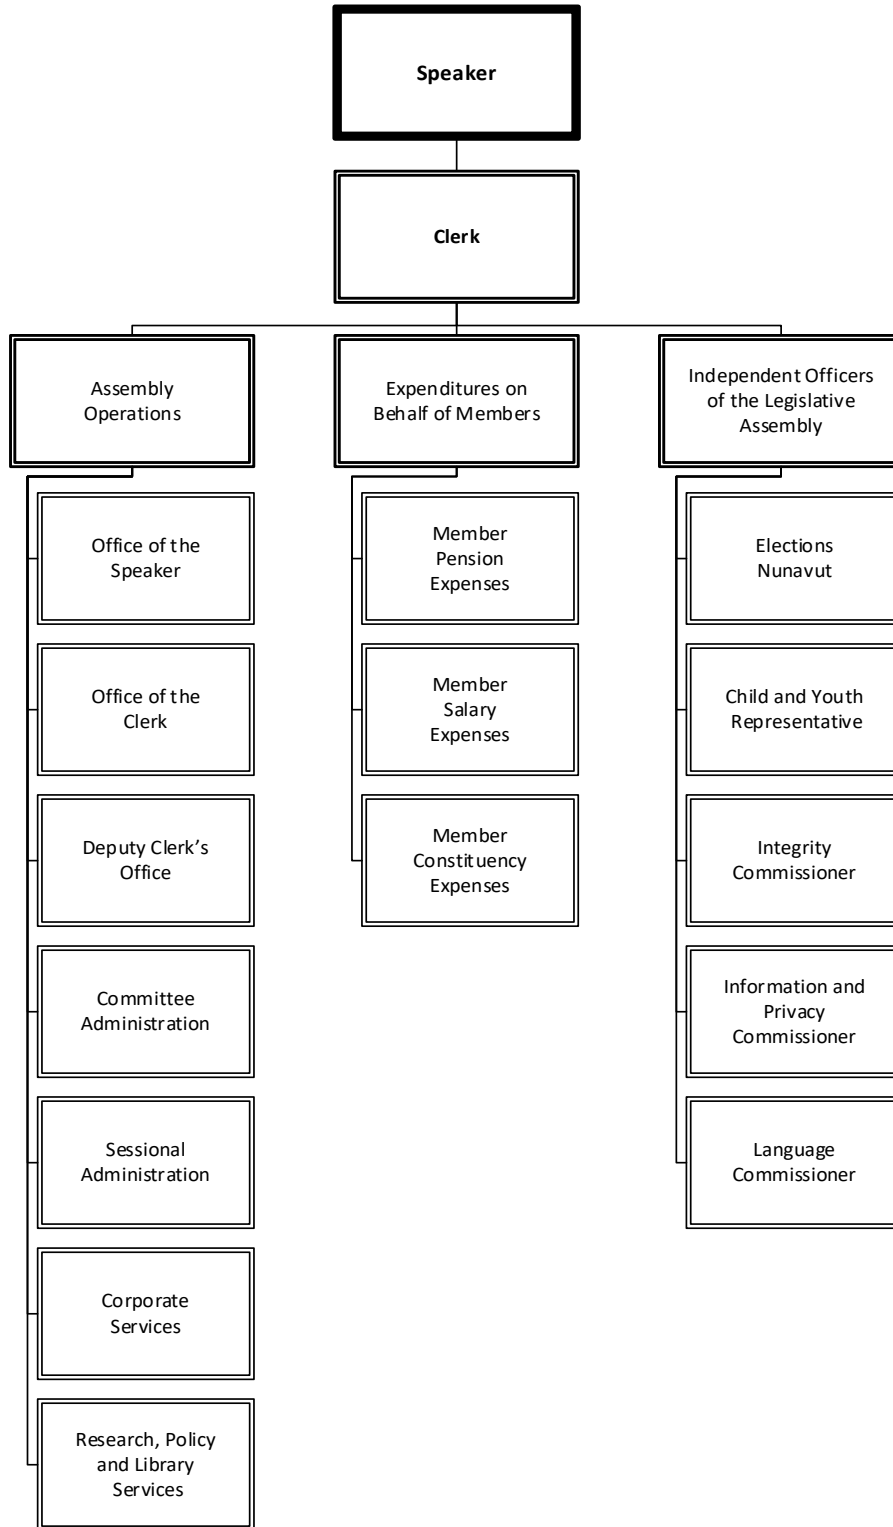 Speaker
Clerk
Assembly
Operations
Expenditures on
Behalf of Members
Independent Officers
of the Legislative
Assembly
Office of the
Speaker
Office of the
Clerk
Deputy Clerk’s
Office
Committee
Administration
Sessional
Administration
Corporate
Services
Research, Policy
and Library
Services
Member
Pension
Expenses
Member
Salary
Expenses
Member
Constituency
Expenses
Elections
Nunavut
Child and Youth
Representative
Integrity
Commissioner
Information and
Privacy
Commissioner
Language
Commissioner